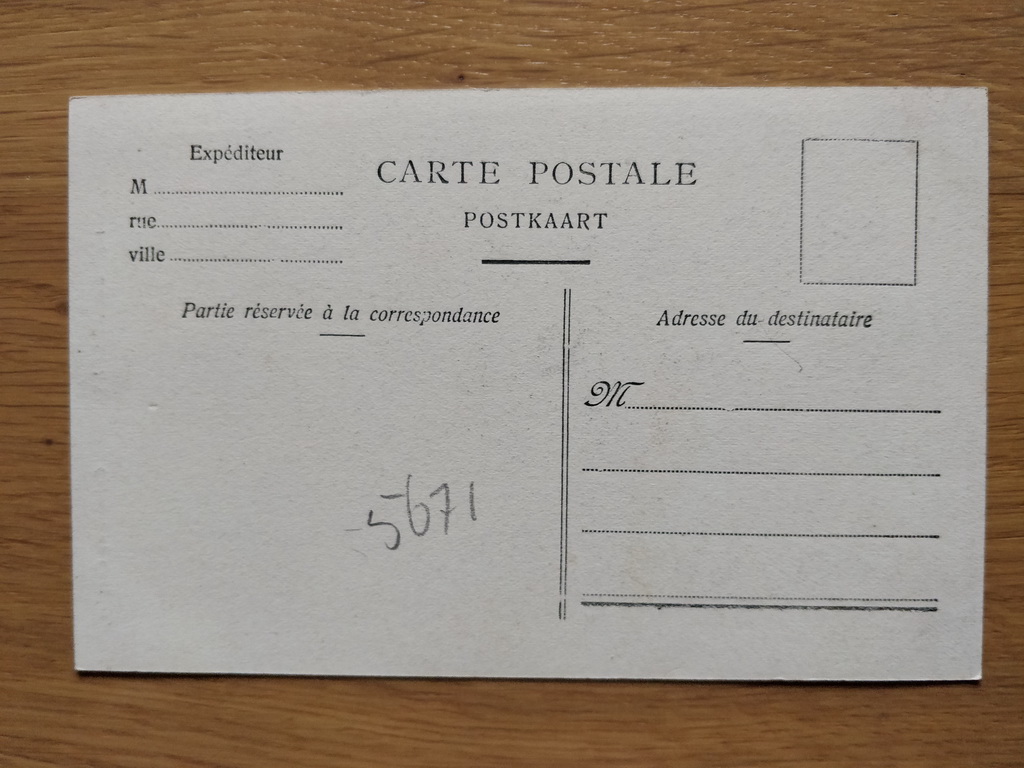 Expéditeur
M
rue
ville
CARTE POSTALE
POSTKAART
Partie réservée à la correspondance
Adresse du destinataire
M
5671